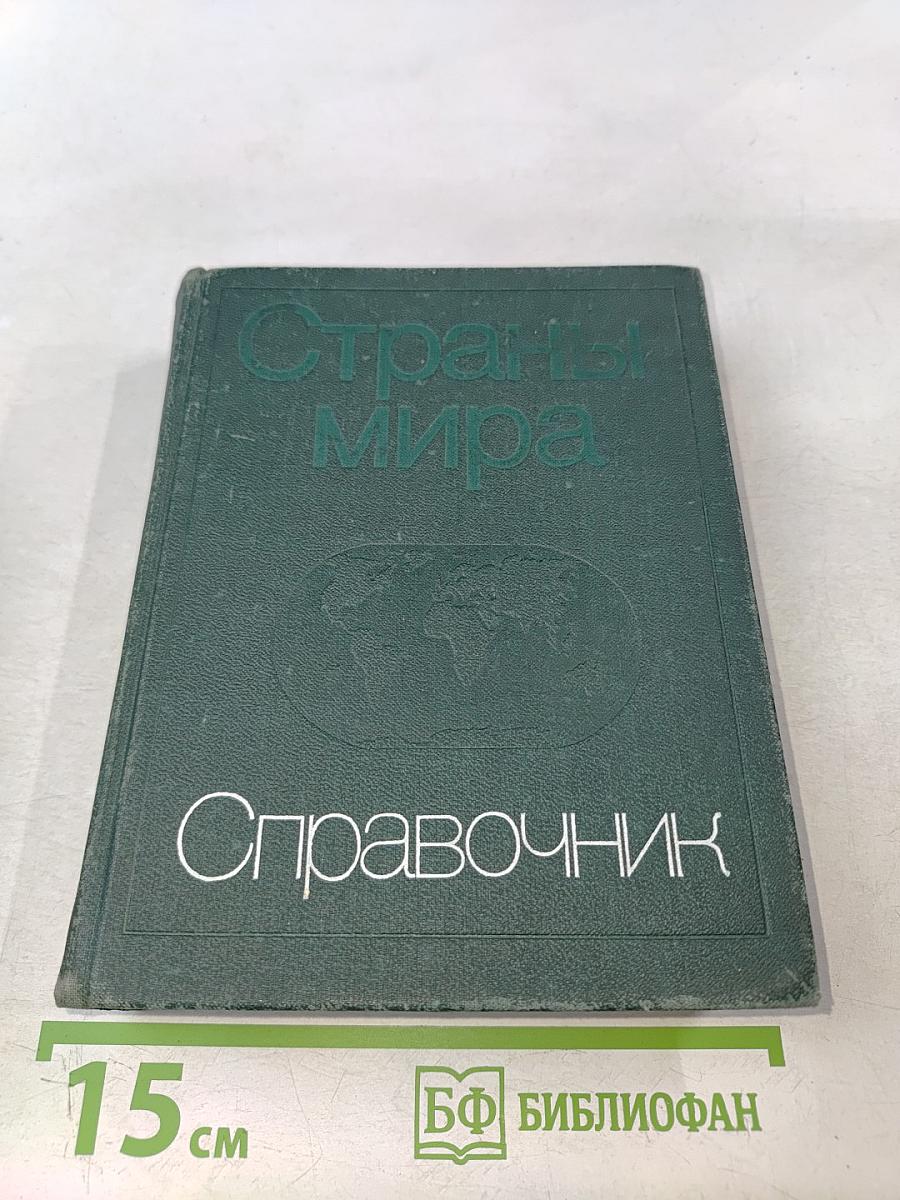 Страны
мира
Справочник
15 см
БФ БИБЛИОФАН